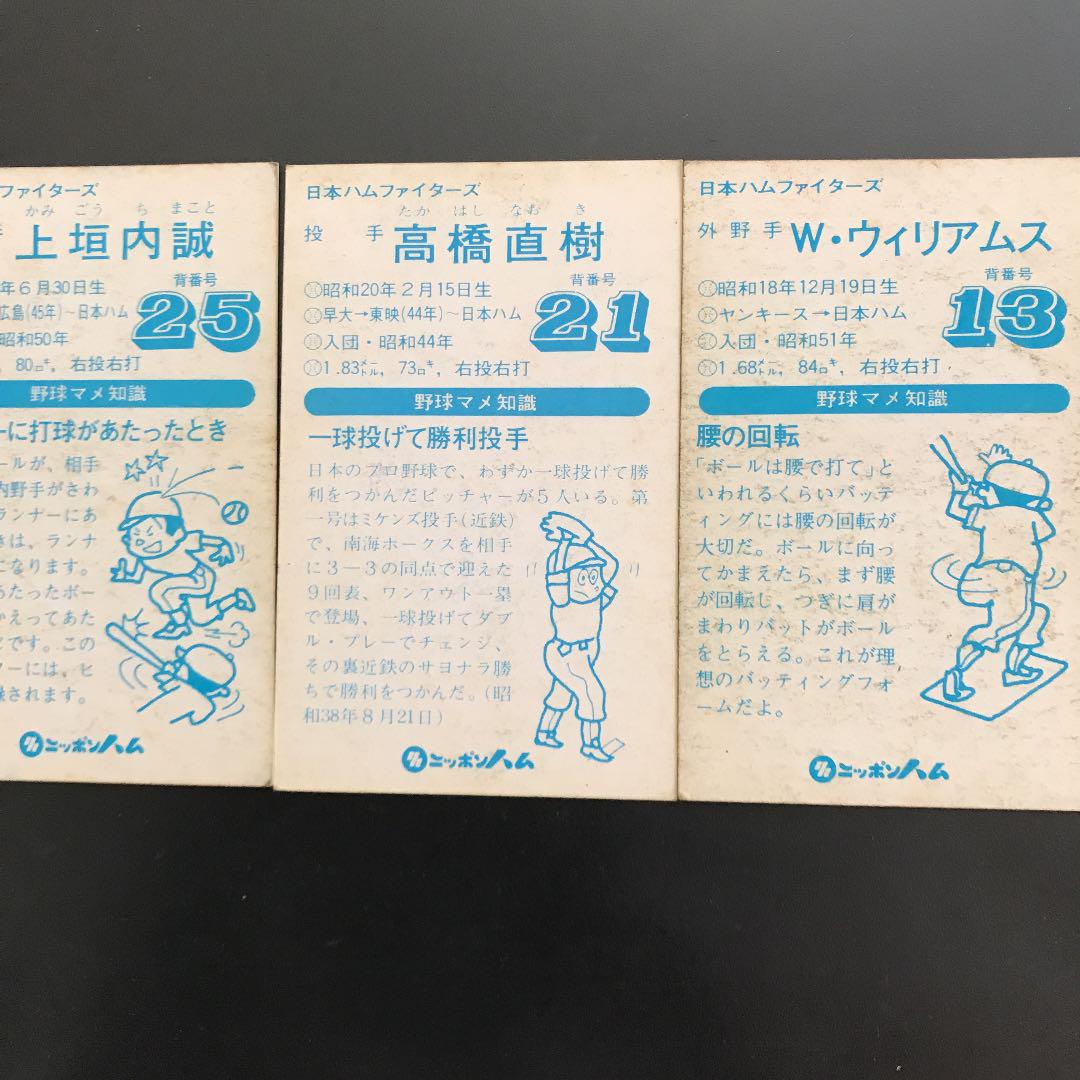 ファイターズ
かみ ごう ち まこと
上垣内誠
年6月30日生
背番号
25
広島(45年)〜日本ハム
昭和50年
80㌔, 右投右打
野球マメ知識
に打球があたったとき
ールが、相手
内野手がさわ
ランナーにあ
きは、ランナ
になります。
あたったボー
かえってあた
です。この
ーには、ヒ
録されます。
ニッポンハム
日本ハムファイターズ
たか はし なお き
投手 高橋直樹
昭和20年2月15日生
背番号
21
早大→東映(44年)〜日本ハム
入団・昭和44年
1.83㍍, 73㌔, 右投右打
野球マメ知識
一球投げて勝利投手
日本のプロ野球で、わずか一球投げて勝
利をつかんだピッチャーが5人いる。第
一号はミケンズ投手(近鉄)
で、南海ホークスを相手
に3－3の同点で迎えた
9回表、ワンアウト一塁
で登場、一球投げてダブ
ル・プレーでチェンジ、
その裏近鉄のサヨナラ勝
ちで勝利をつかんだ。(昭
和38年8月21日)
ニッポンハム
日本ハムファイターズ
外野手 W・ウィリアムス
昭和18年12月19日生
背番号
13
ヤンキース→日本ハム
入団・昭和51年
1.68㍍, 84㌔, 右投右打
野球マメ知識
腰の回転
「ボールは腰で打て」と
いわれるくらいバッテ
ィングには腰の回転が
大切だ。ボールに向っ
てかまえたら、まず腰
が回転し、つぎに肩が
まわりバットがボール
をとらえる。これが理
想のバッティングフォ
ームだよ。
ニッポンハム